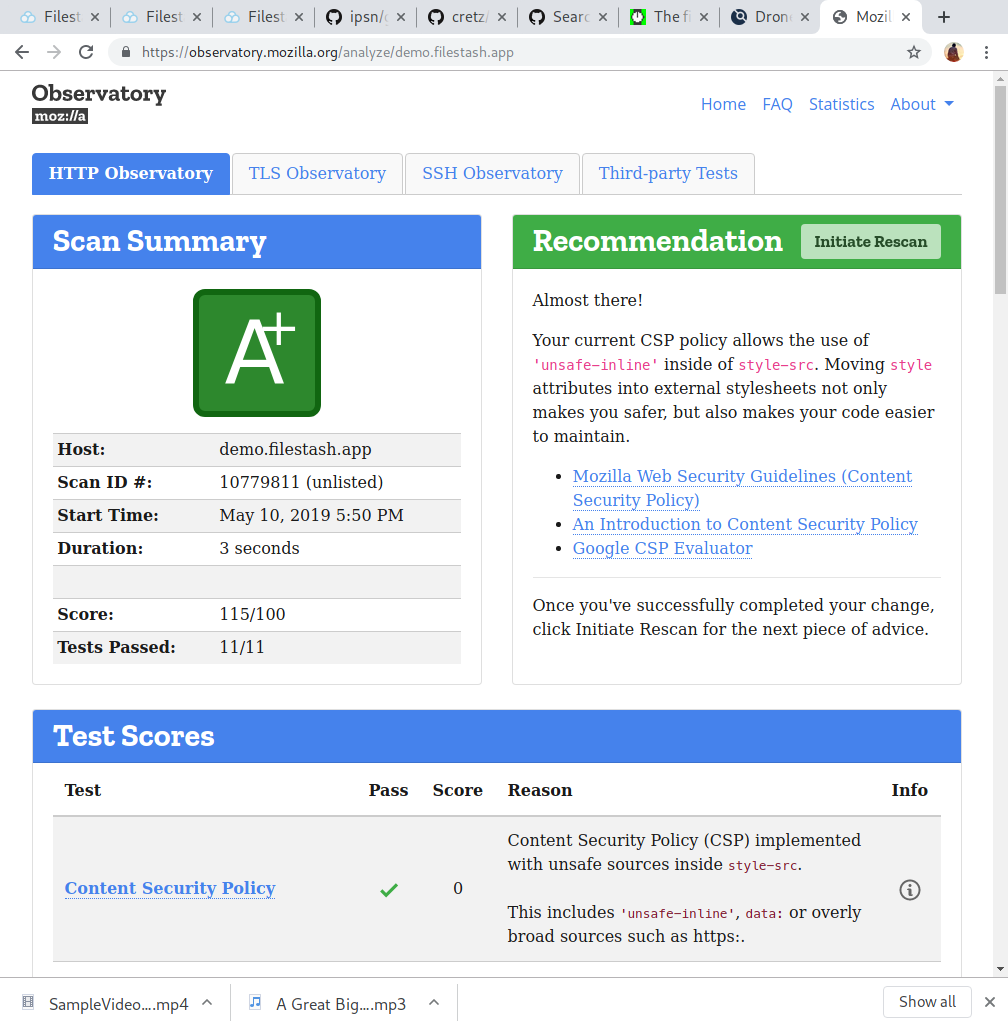 Filest
Filest
Filest
ipsn/g
cretz/
Searc
The fi
Dron
Mozil
https://observatory.mozilla.org/analyze/demo.filestash.app
Observatory
moz://a
Home FAQ Statistics About
HTTP Observatory
TLS Observatory
SSH Observatory
Third-party Tests
Scan Summary
A+
Host: demo.filestash.app
Scan ID #: 10779811 (unlisted)
Start Time: May 10, 2019 5:50 PM
Duration: 3 seconds
Score: 115/100
Tests Passed: 11/11
Recommendation
Initiate Rescan
Almost there!
Your current CSP policy allows the use of
'unsafe-inline' inside of style-src. Moving style
attributes into external stylesheets not only
makes you safer, but also makes your code easier
to maintain.
• Mozilla Web Security Guidelines (Content
Security Policy)
• An Introduction to Content Security Policy
• Google CSP Evaluator
Once you've successfully completed your change,
click Initiate Rescan for the next piece of advice.
Test Scores
Test Pass Score Reason Info
Content Security Policy
0
Content Security Policy (CSP) implemented
with unsafe sources inside style-src.
This includes 'unsafe-inline', data: or overly
broad sources such as https:.
SampleVideo....mp4
A Great Big....mp3
Show all